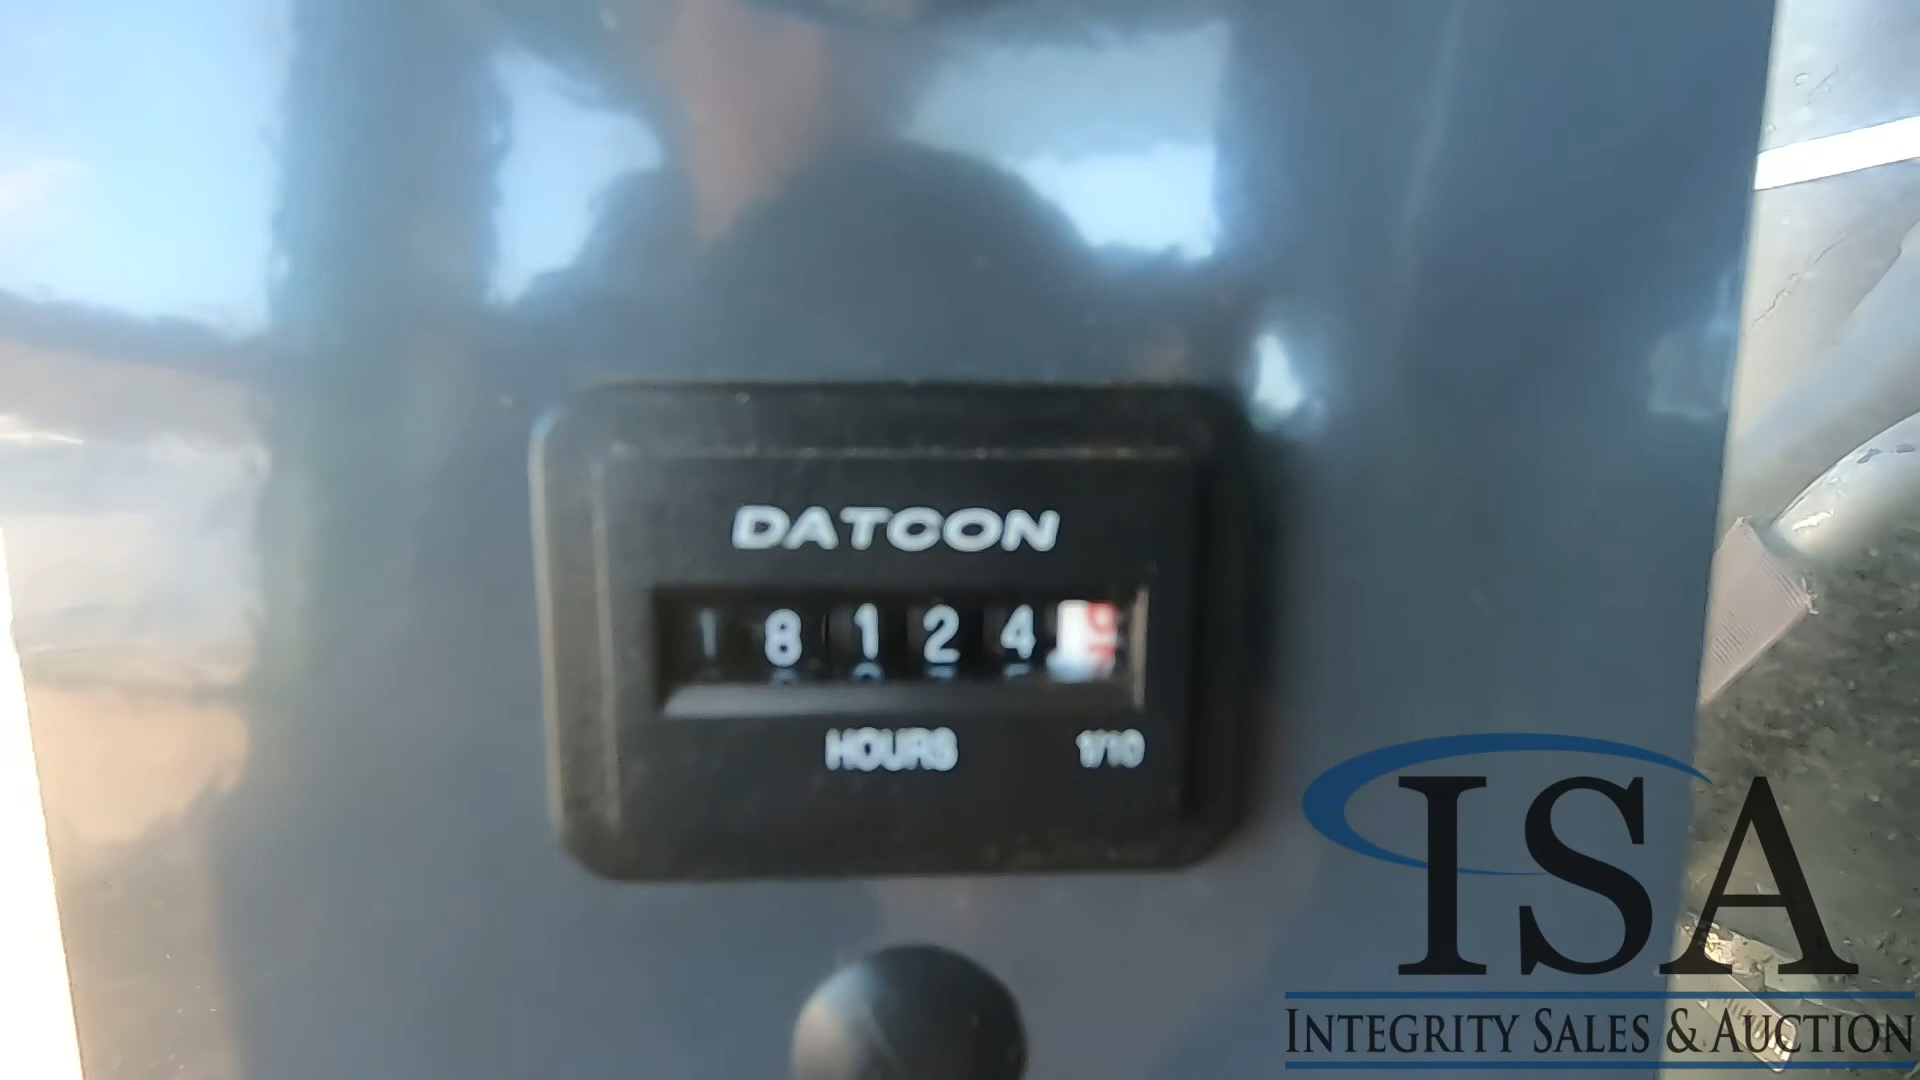 DATCON
18124
HOURS 1/10
ISA
INTEGRITY SALES & AUCTION